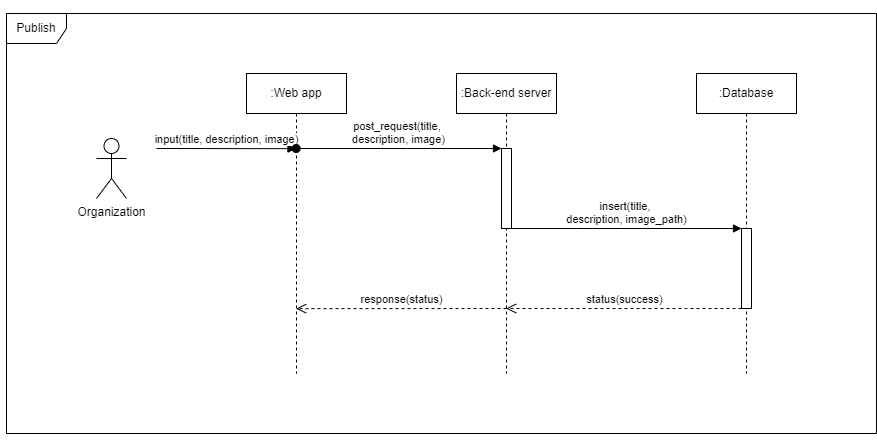 Publish
:Web app
:Back-end server
:Database
input(title, description, image)
post_request(title,
description, image)
Organization
insert(title,
description, image_path)
response(status)
status(success)